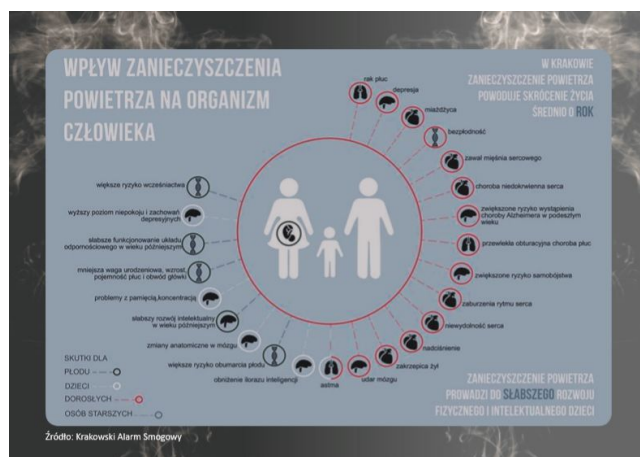 WPŁYW ZANIECZYSZCZENIA
POWIETRZA NA ORGANIZM
CZŁOWIEKA
W KRAKOWIE
ZANIECZYSZCZENIE POWIETRZA
POWODUJE SKRÓCENIE ŻYCIA
ŚREDNIO O ROK
rak płuc
depresja
miażdżyca
bezpłodność
zawał mięśnia sercowego
choroba niedokrwienna serca
zwiększone ryzyko wystąpienia
choroby Alzheimera w podeszłym
wieku
przewlekła obturacyjna choroba płuc
zwiększone ryzyko samobójstwa
zaburzenia rytmu serca
niewydolność serca
nadciśnienie
zakrzepica żył
udar mózgu
astma
obniżenie ilorazu inteligencji
większe ryzyko obumarcia płodu
zmiany anatomiczne w mózgu
słabszy rozwój intelektualny
w wieku późniejszym
problemy z pamięcią,koncentracją
mniejsza waga urodzeniowa, wzrost,
pojemność płuc i obwód główki
słabsze funkcjonowanie układu
odpornościowego w wieku późniejszym
wyższy poziom niepokoju i zachowań
depresyjnych
większe ryzyko wcześniactwa
SKUTKI DLA
PŁODU
DZIECI
DOROSŁYCH
OSÓB STARSZYCH
ZANIECZYSZCZENIE POWIETRZA
PROWADZI DO SŁABSZEGO ROZWOJU
FIZYCZNEGO I INTELEKTUALNEGO DZIECI
Źródło: Krakowski Alarm Smogowy